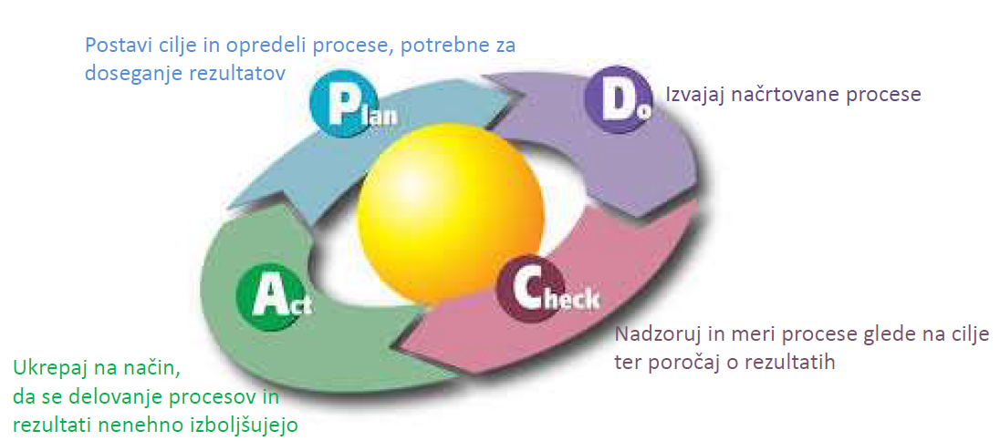 Postavi cilje in opredeli procese, potrebne za
doseganje rezultatov
Plan
Do
Izvajaj načrtovane procese
Act
Check
Nadzoruj in meri procese glede na cilje
ter poročaj o rezultatih
Ukrepaj na način,
da se delovanje procesov in
rezultati nenehno izboljšujejo